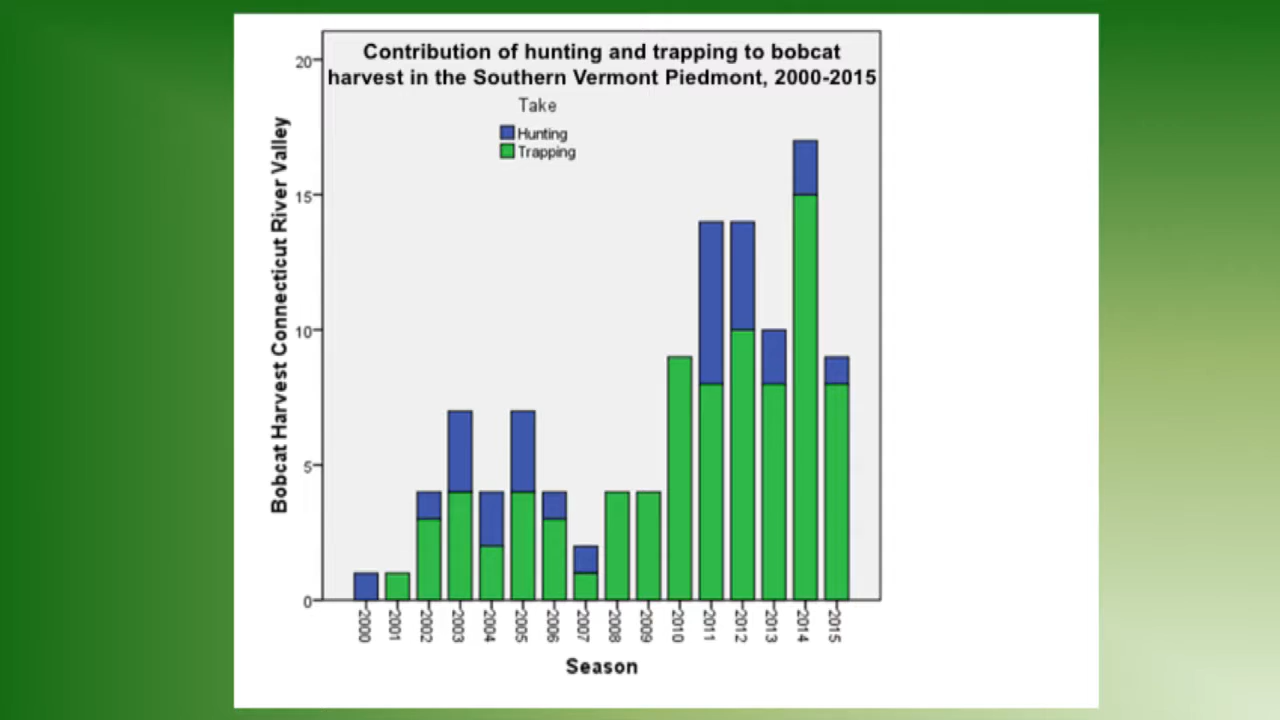 Contribution of hunting and trapping to bobcat
harvest in the Southern Vermont Piedmont, 2000-2015
Take
Hunting
Trapping
Bobcat Harvest Connecticut River Valley
20
15
10
5
0
2000 2001 2002 2003 2004 2005 2006 2007 2008 2009 2010 2011 2012 2013 2014 2015
Season